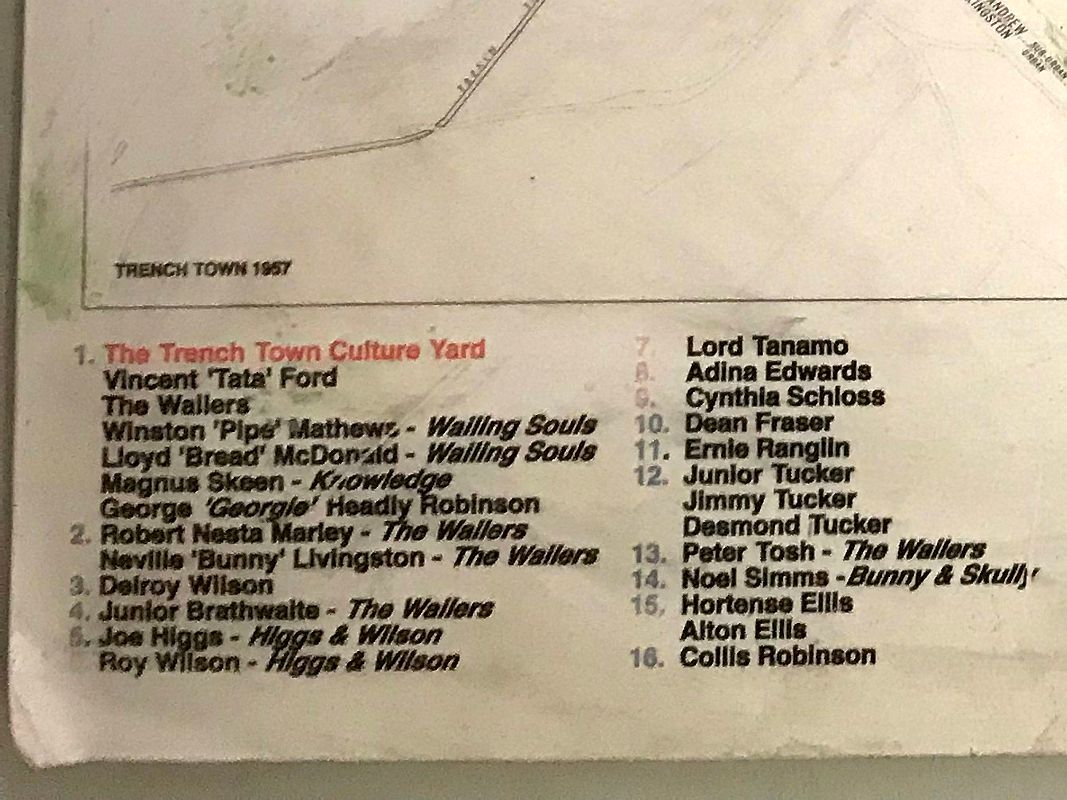 ANDREW
KINGSTON
SUB-URBAN
URBAN
TRENCH TOWN 1957
1. The Trench Town Culture Yard
Vincent 'Tata' Ford
The Wailers
Winston 'Pipe' Mathews - Wailing Souls
Lloyd 'Bread' McDonald - Wailing Souls
Magnus Skeen - Knowledge
George 'Georgie' Headly Robinson
2. Robert Nesta Marley - The Wailers
Neville 'Bunny' Livingston - The Wailers
3. Delroy Wilson
4. Junior Brathwaite - The Wailers
5. Joe Higgs - Higgs & Wilson
Roy Wilson - Higgs & Wilson
7. Lord Tanamo
8. Adina Edwards
9. Cynthia Schloss
10. Dean Fraser
11. Ernie Ranglin
12. Junior Tucker
Jimmy Tucker
Desmond Tucker
13. Peter Tosh - The Wailers
14. Noel Simms - Bunny & Skully
15. Hortense Ellis
Alton Ellis
16. Collis Robinson